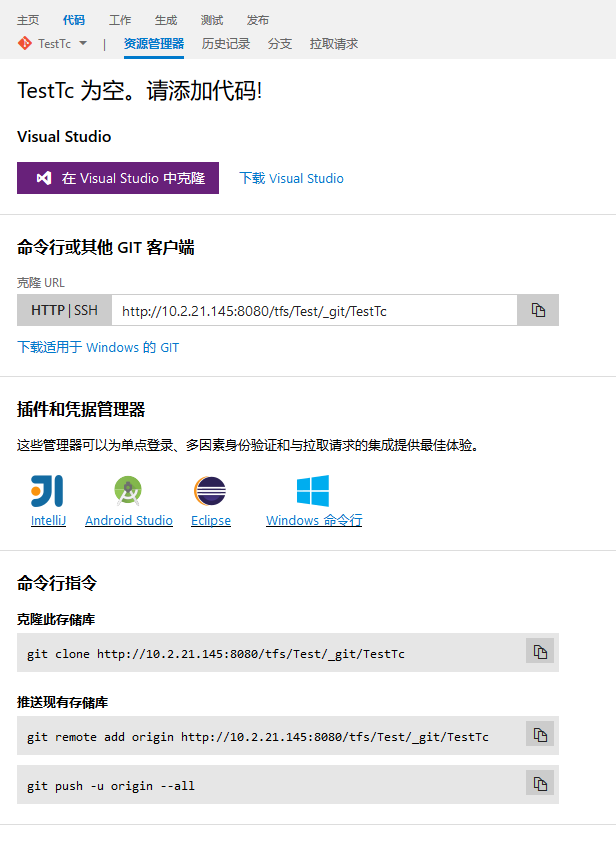 主页 代码 工作 生成 测试 发布
TestTc | 资源管理器 历史记录 分支 拉取请求
TestTc 为空。请添加代码!
Visual Studio
在 Visual Studio 中克隆 下载 Visual Studio
命令行或其他 GIT 客户端
克隆 URL
HTTP | SSH http://10.2.21.145:8080/tfs/Test/_git/TestTc
下载适用于 Windows 的 GIT
插件和凭据管理器
这些管理器可以为单点登录、多因素身份验证和与拉取请求的集成提供最佳体验。
IntelliJ Android Studio Eclipse Windows 命令行
命令行指令
克隆此存储库
git clone http://10.2.21.145:8080/tfs/Test/_git/TestTc
推送现有存储库
git remote add origin http://10.2.21.145:8080/tfs/Test/_git/TestTc
git push -u origin --all